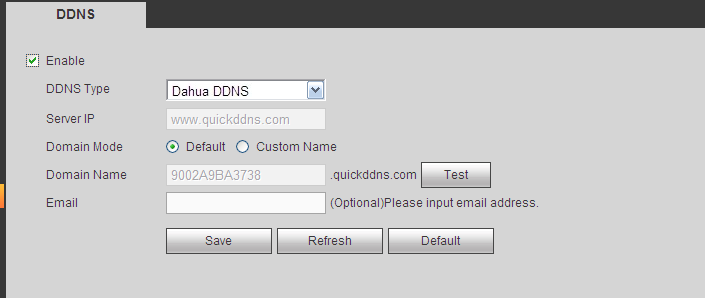 DDNS
Enable
DDNS Type Dahua DDNS
Server IP www.quickddns.com
Domain Mode Default Custom Name
Domain Name 9002A9BA3738 .quickddns.com Test
Email (Optional)Please input email address.
Save Refresh Default